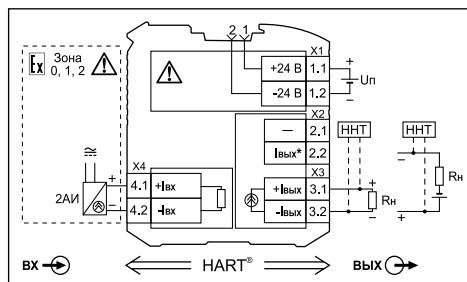 2 1
Ex Зона 0, 1, 2
X1
+24 В 1.1
-24 В 1.2
+
Uп
−
X2
— 2.1
Iвых* 2.2
ННТ
ННТ
X4
X3
≅
2АИ
+ 4.1 +Iвх
− 4.2 -Iвх
+Iвых 3.1
-Iвых 3.2
+
Rн
−
−
Rн
+
ВХ
HART®
ВЫХ